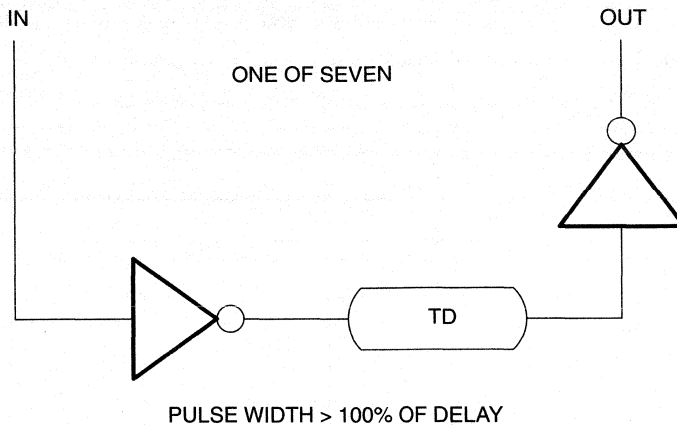 IN
OUT
ONE OF SEVEN
TD
PULSE WIDTH > 100% OF DELAY